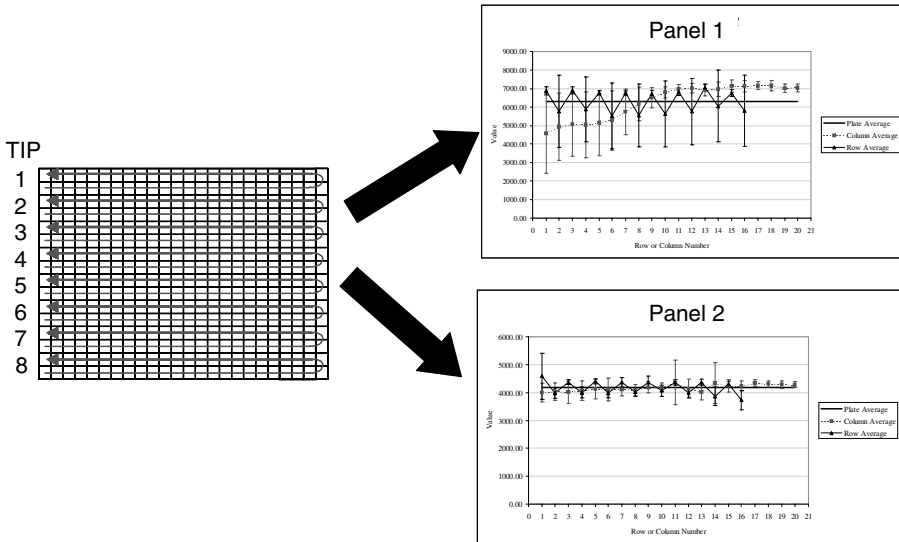 TIP
1
2
3
4
5
6
7
8
Panel 1
9000.00
8000.00
7000.00
6000.00
5000.00
4000.00
3000.00
2000.00
1000.00
0.00
Value
0 1 2 3 4 5 6 7 8 9 10 11 12 13 14 15 16 17 18 19 20 21
Row or Column Number
Plate Average
Column Average
Row Average
Panel 2
6000.00
5000.00
4000.00
3000.00
2000.00
1000.00
0.00
Value
0 1 2 3 4 5 6 7 8 9 10 11 12 13 14 15 16 17 18 19 20 21
Row or Column Number
Plate Average
Column Average
Row Average